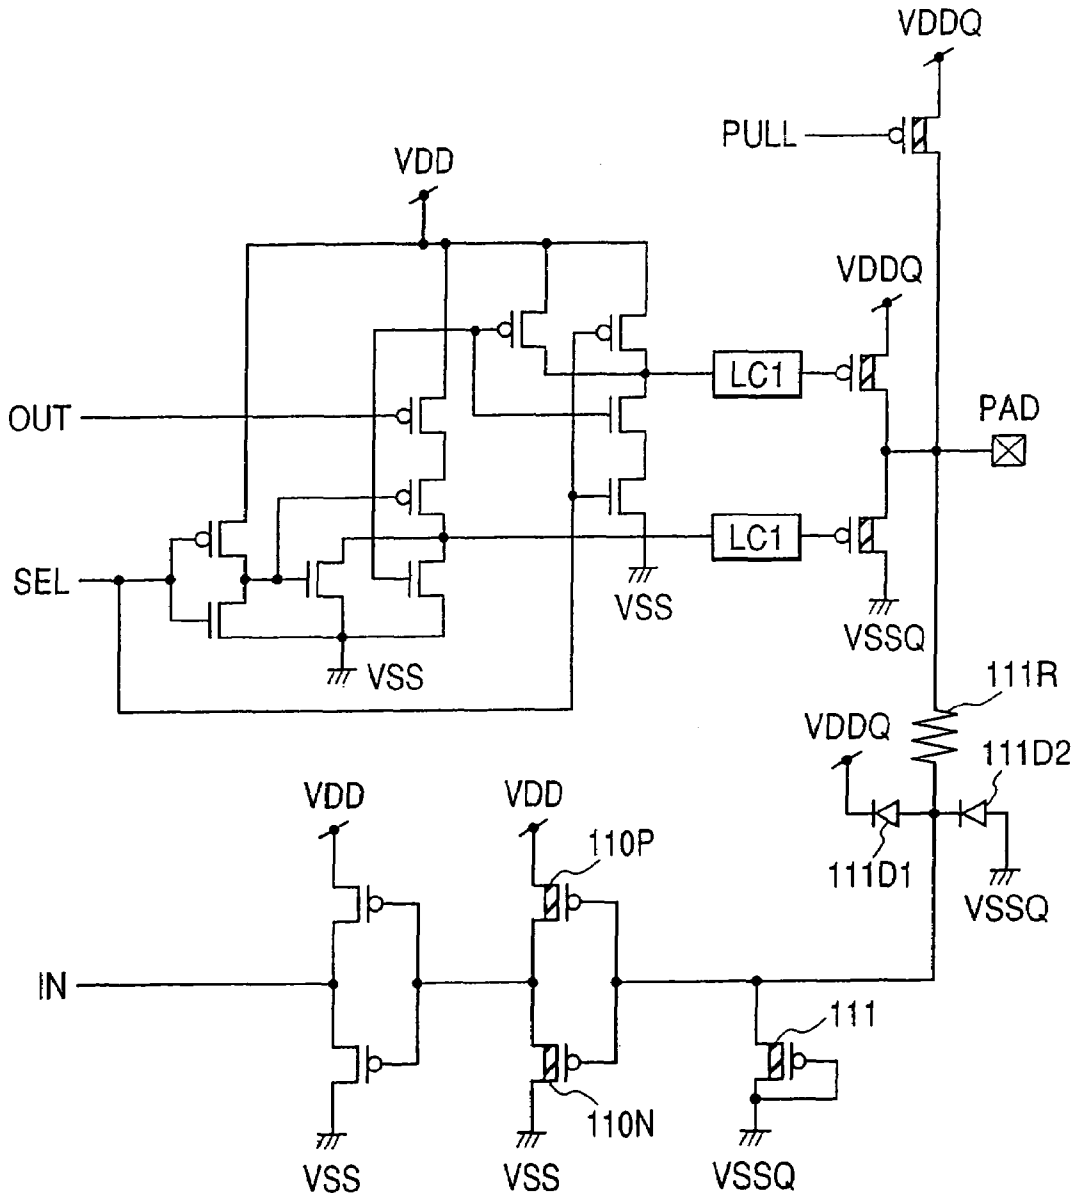 VDDQ
PULL
VDD
VDDQ
LC1
OUT
PAD
LC1
SEL
VSS
VSSQ
VSS
111R
VDDQ
111D2
VDD
VDD
110P
111D1
VSSQ
IN
111
110N
VSS
VSS
VSSQ